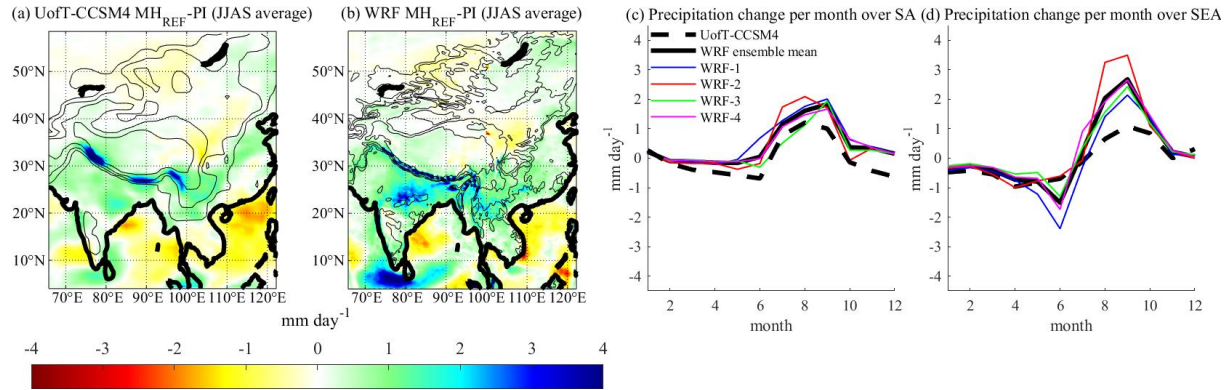 (a) UofT-CCSM4 MH_REF-PI (JJAS average)
50°N
40°N
30°N
20°N
10°N
70°E 80°E 90°E 100°E 110°E 120°E
(b) WRF MH_REF-PI (JJAS average)
50°N
40°N
30°N
20°N
10°N
70°E 80°E 90°E 100°E 110°E 120°E
mm day⁻¹
-4 -3 -2 -1 0 1 2 3 4
(c) Precipitation change per month over SA
UofT-CCSM4
WRF ensemble mean
WRF-1
WRF-2
WRF-3
WRF-4
mm day⁻¹
4
3
2
1
0
-1
-2
-3
-4
2 4 6 8 10 12
month
(d) Precipitation change per month over SEA
mm day⁻¹
4
3
2
1
0
-1
-2
-3
-4
2 4 6 8 10 12
month